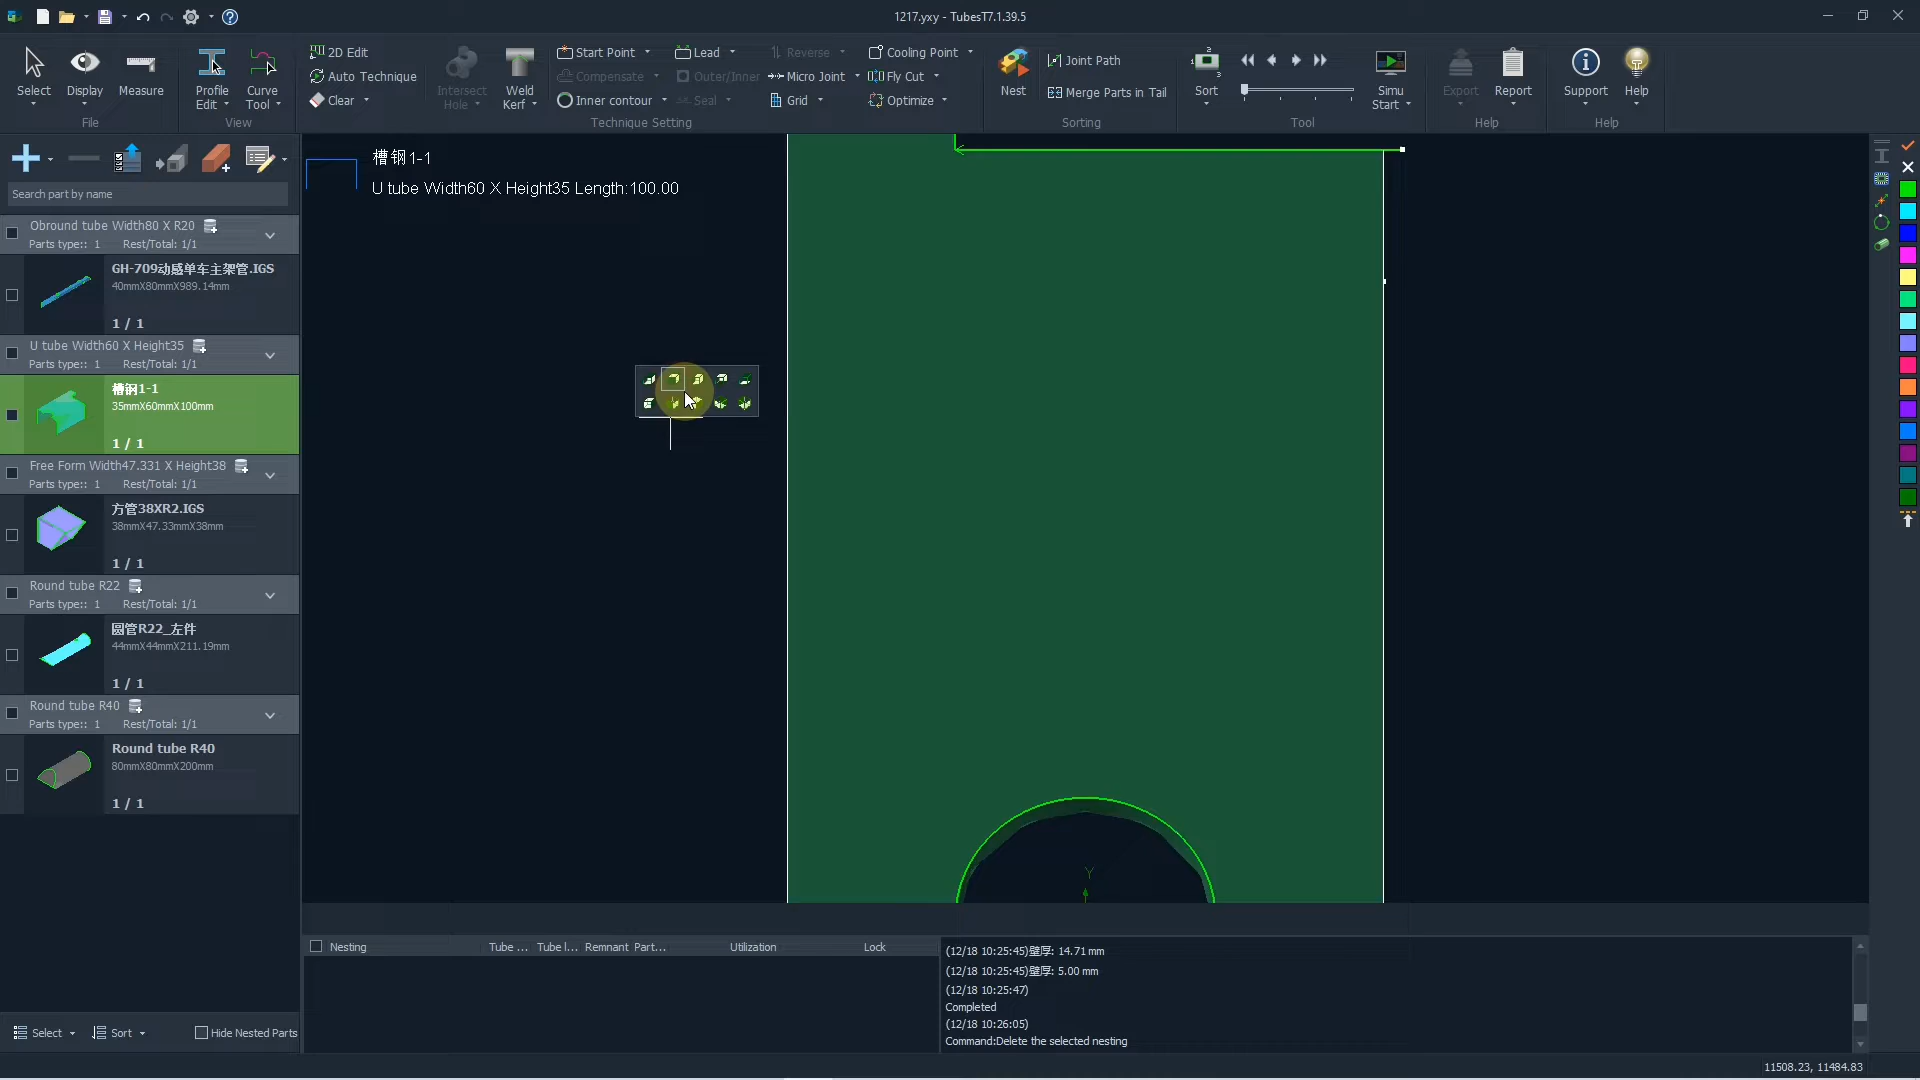 1217.yxy - TubesT7.1.39.5
Select
Display
Measure
File
Profile Edit
Curve Tool
View
2D Edit
Auto Technique
Clear
Intersect Hole
Weld Kerf
Start Point
Lead
Reverse
Cooling Point
Compensate
Outer/Inner
Micro Joint
Fly Cut
Inner contour
Seal
Grid
Optimize
Technique Setting
Nest
Joint Path
Merge Parts in Tail
Sorting
1
2
3
Sort
Simu Start
Tool
Export
Report
Help
Support
Help
Help
Search part by name
Obround tube Width80 X R20
Parts type:: 1 Rest/Total: 1/1
GH-709动感单车主架管.IGS
40mmX80mmX989.14mm
1 / 1
U tube Width60 X Height35
Parts type:: 1 Rest/Total: 1/1
槽钢1-1
35mmX60mmX100mm
1 / 1
Free Form Width47.331 X Height38
Parts type:: 1 Rest/Total: 1/1
方管38XR2.IGS
38mmX47.33mmX38mm
1 / 1
Round tube R22
Parts type:: 1 Rest/Total: 1/1
圆管R22_左件
44mmX44mmX211.19mm
1 / 1
Round tube R40
Parts type:: 1 Rest/Total: 1/1
Round tube R40
80mmX80mmX200mm
1 / 1
Select
Sort
Hide Nested Parts
槽钢1-1
U tube Width60 X Height35 Length:100.00
Y
Nesting Tube ... Tube l... Remnant Part... Utilization Lock
(12/18 10:25:45)壁厚: 14.71 mm
(12/18 10:25:45)壁厚: 5.00 mm
(12/18 10:25:47)
Completed
(12/18 10:26:05)
Command:Delete the selected nesting
11508.23, 11484.83